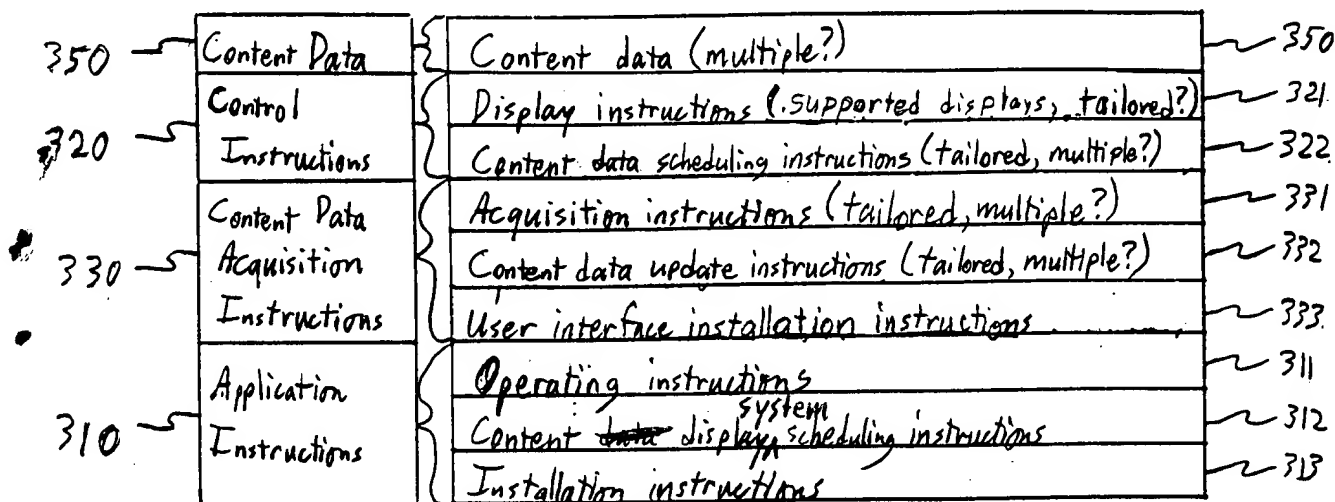 350 Content Data Content data (multiple?) 350
320 Control Instructions Display instructions (supported displays, tailored?) 321
Content data scheduling instructions (tailored, multiple?) 322
330 Content Data Acquisition Instructions Acquisition instructions (tailored, multiple?) 331
Content data update instructions (tailored, multiple?) 332
User interface installation instructions 333
310 Application Instructions Operating instructions 311
Content display system scheduling instructions 312
Installation instructions 313